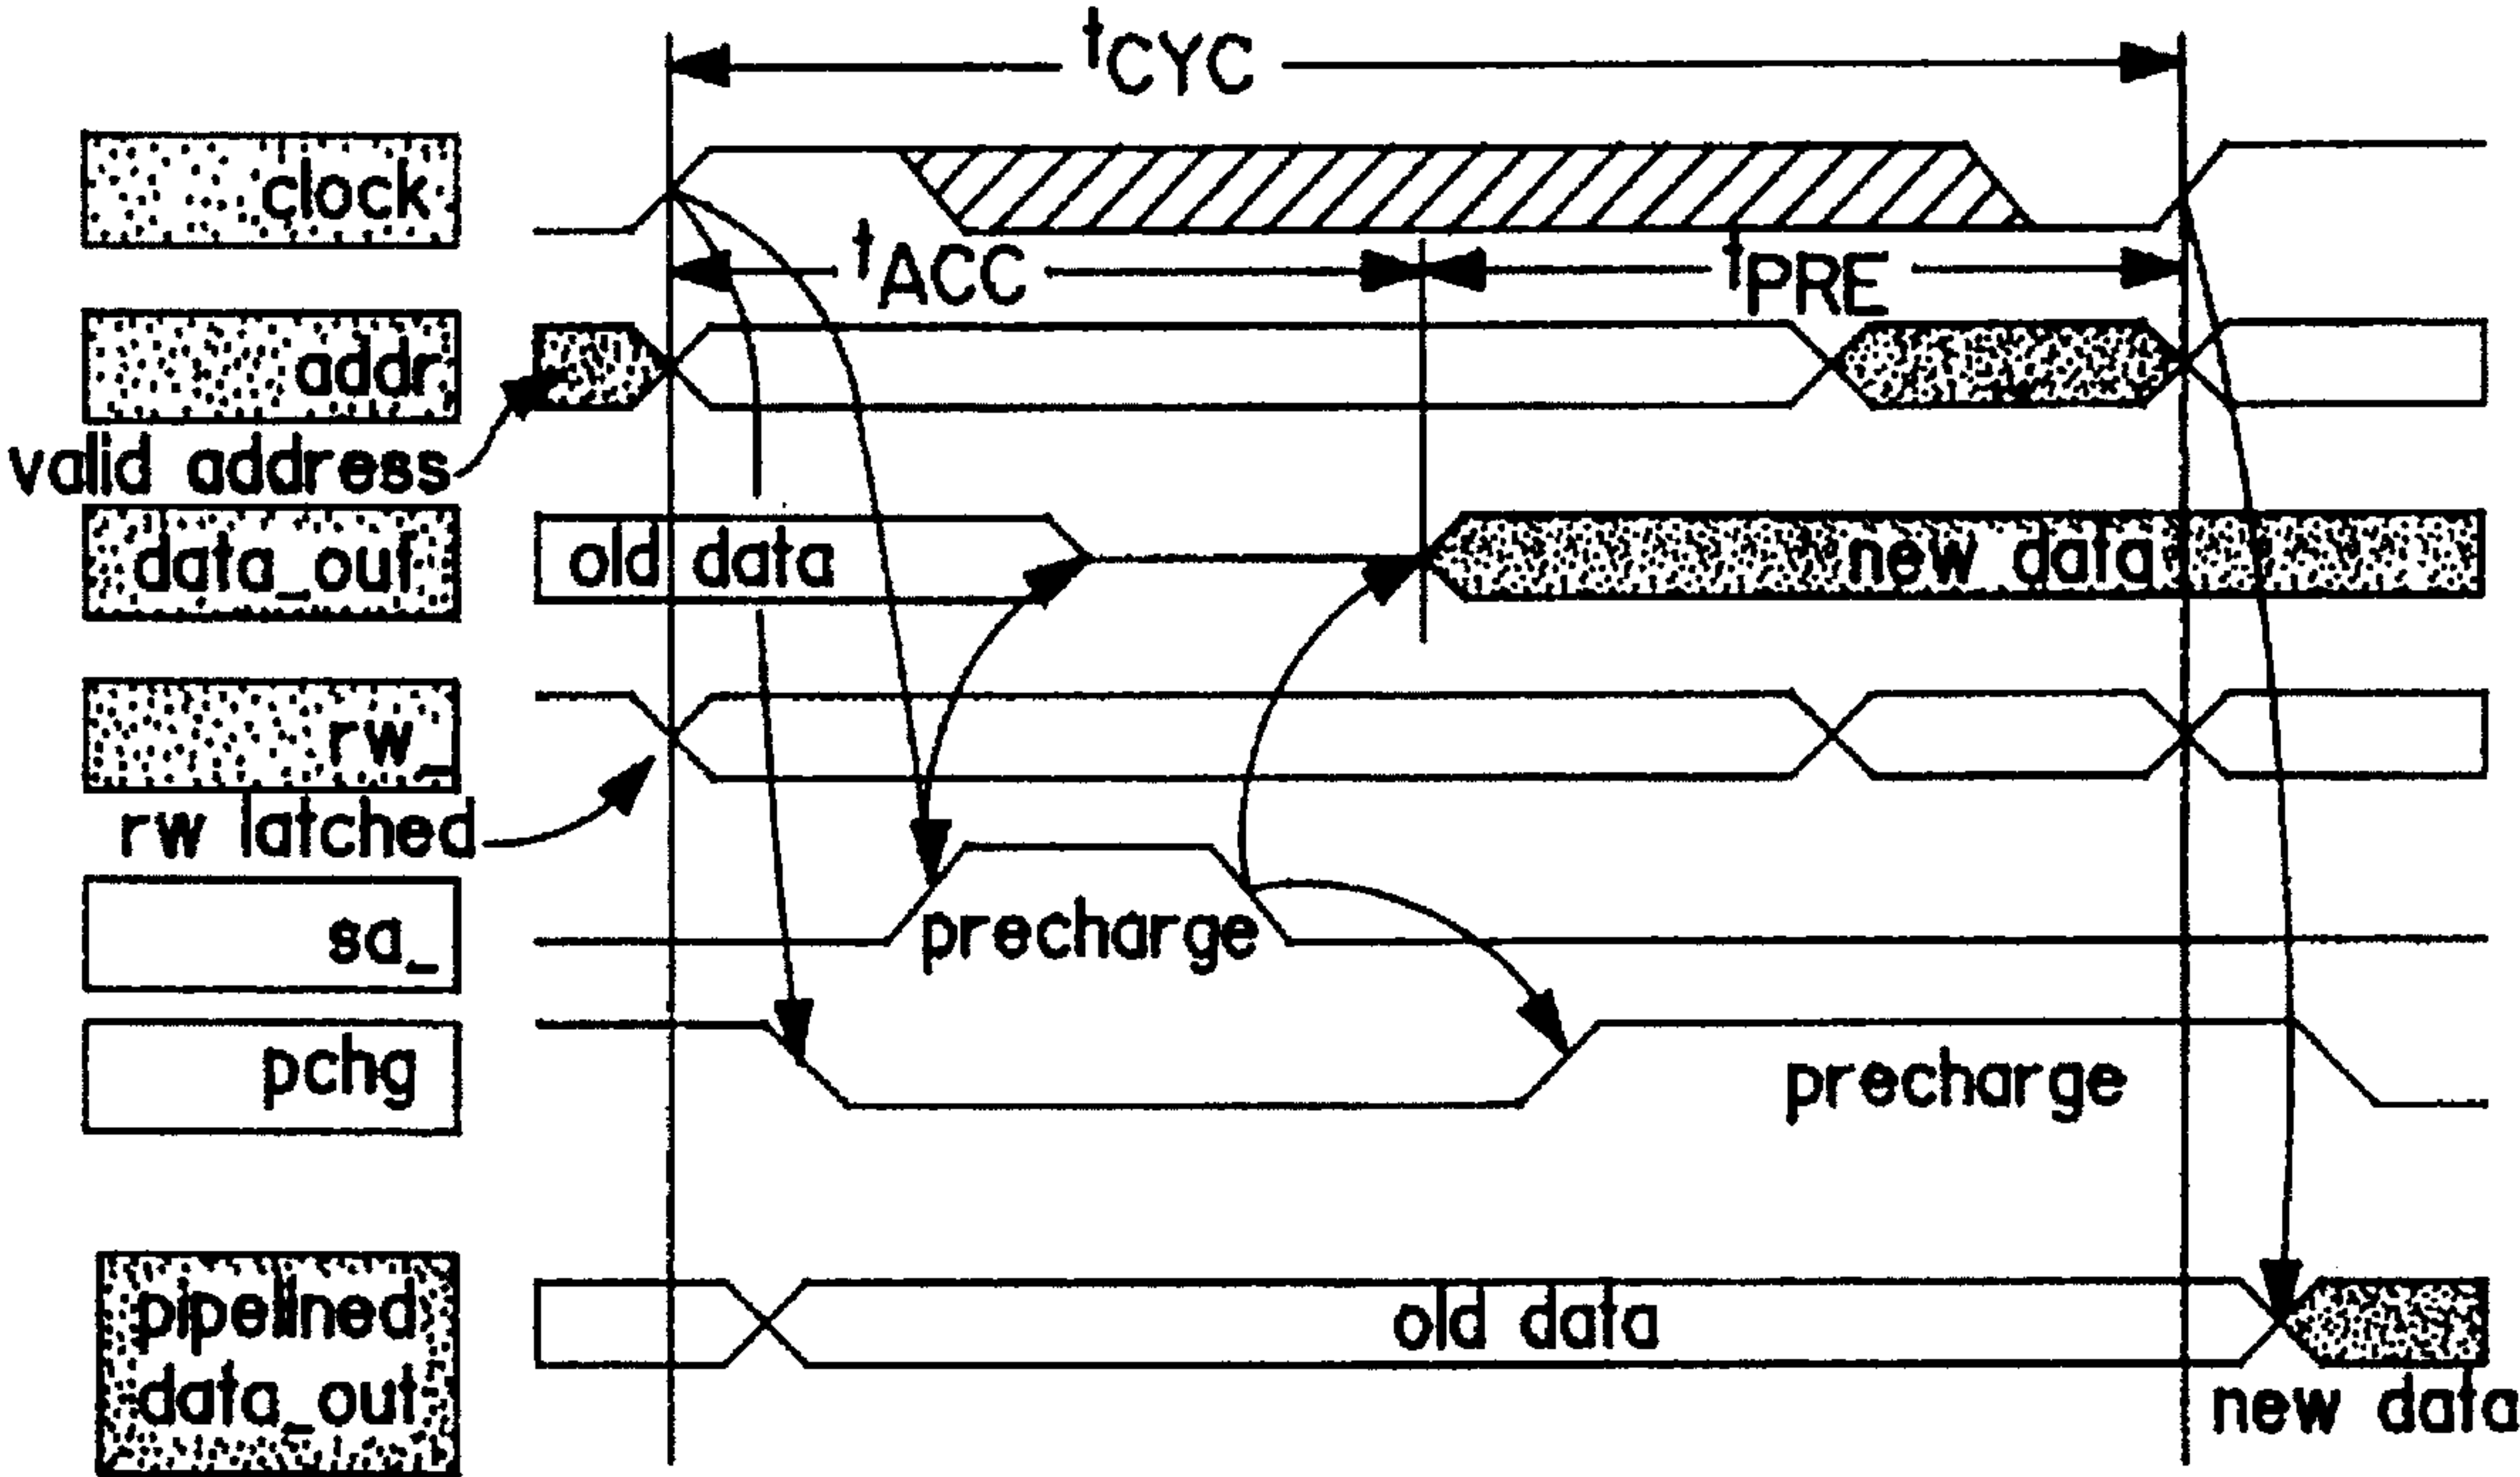 tCYC
clock
tACC
tPRE
addr
valid address
data_out
old data
new data
rw_
rw latched
sa_
precharge
pchg
precharge
pipelined
data_out
old data
new data